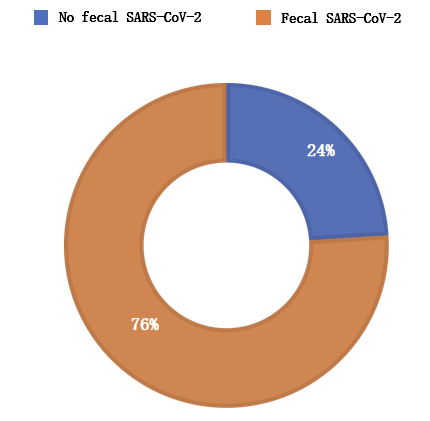 No fecal SARS-CoV-2
Fecal SARS-CoV-2
24%
76%